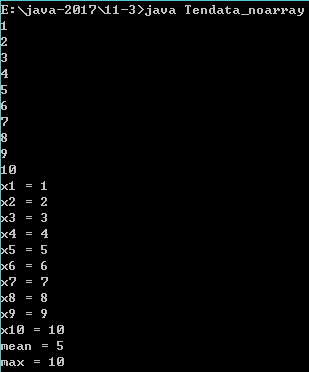 E:\java-2017\11-3>java Tendata_noarray
1
2
3
4
5
6
7
8
9
10
x1 = 1
x2 = 2
x3 = 3
x4 = 4
x5 = 5
x6 = 6
x7 = 7
x8 = 8
x9 = 9
x10 = 10
mean = 5
max = 10